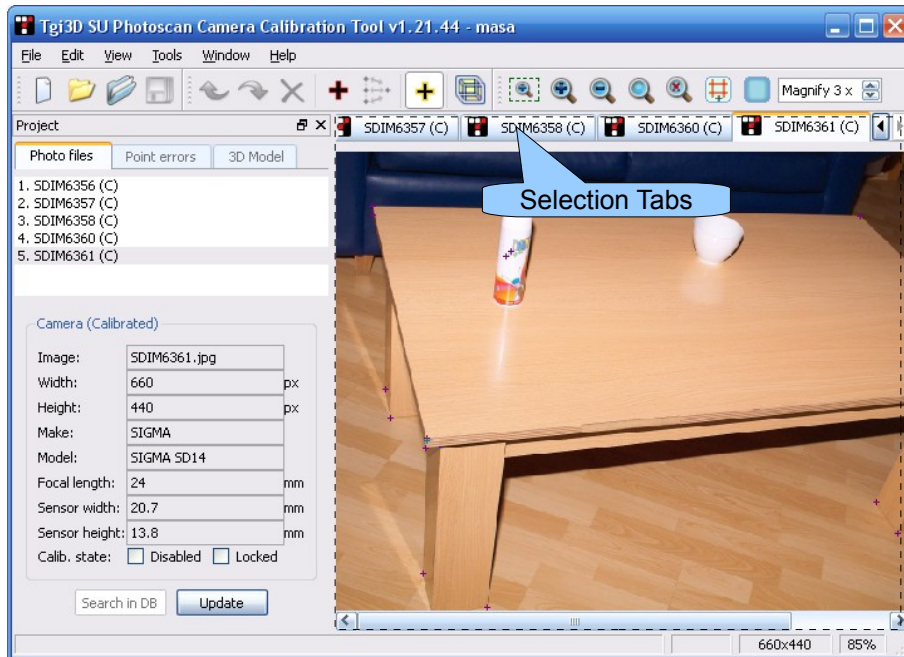 Tgi3D SU Photoscan Camera Calibration Tool v1.21.44 - masa
File Edit View Tools Window Help
Magnify 3 x
Project
SDIM6357 (C) SDIM6358 (C) SDIM6360 (C) SDIM6361 (C)
Photo files Point errors 3D Model
Selection Tabs
1. SDIM6356 (C)
2. SDIM6357 (C)
3. SDIM6358 (C)
4. SDIM6360 (C)
5. SDIM6361 (C)
Camera (Calibrated)
Image: SDIM6361.jpg
Width: 660 px
Height: 440 px
Make: SIGMA
Model: SIGMA SD14
Focal length: 24 mm
Sensor width: 20.7 mm
Sensor height: 13.8 mm
Calib. state: Disabled Locked
Search in DB Update
660x440 85%